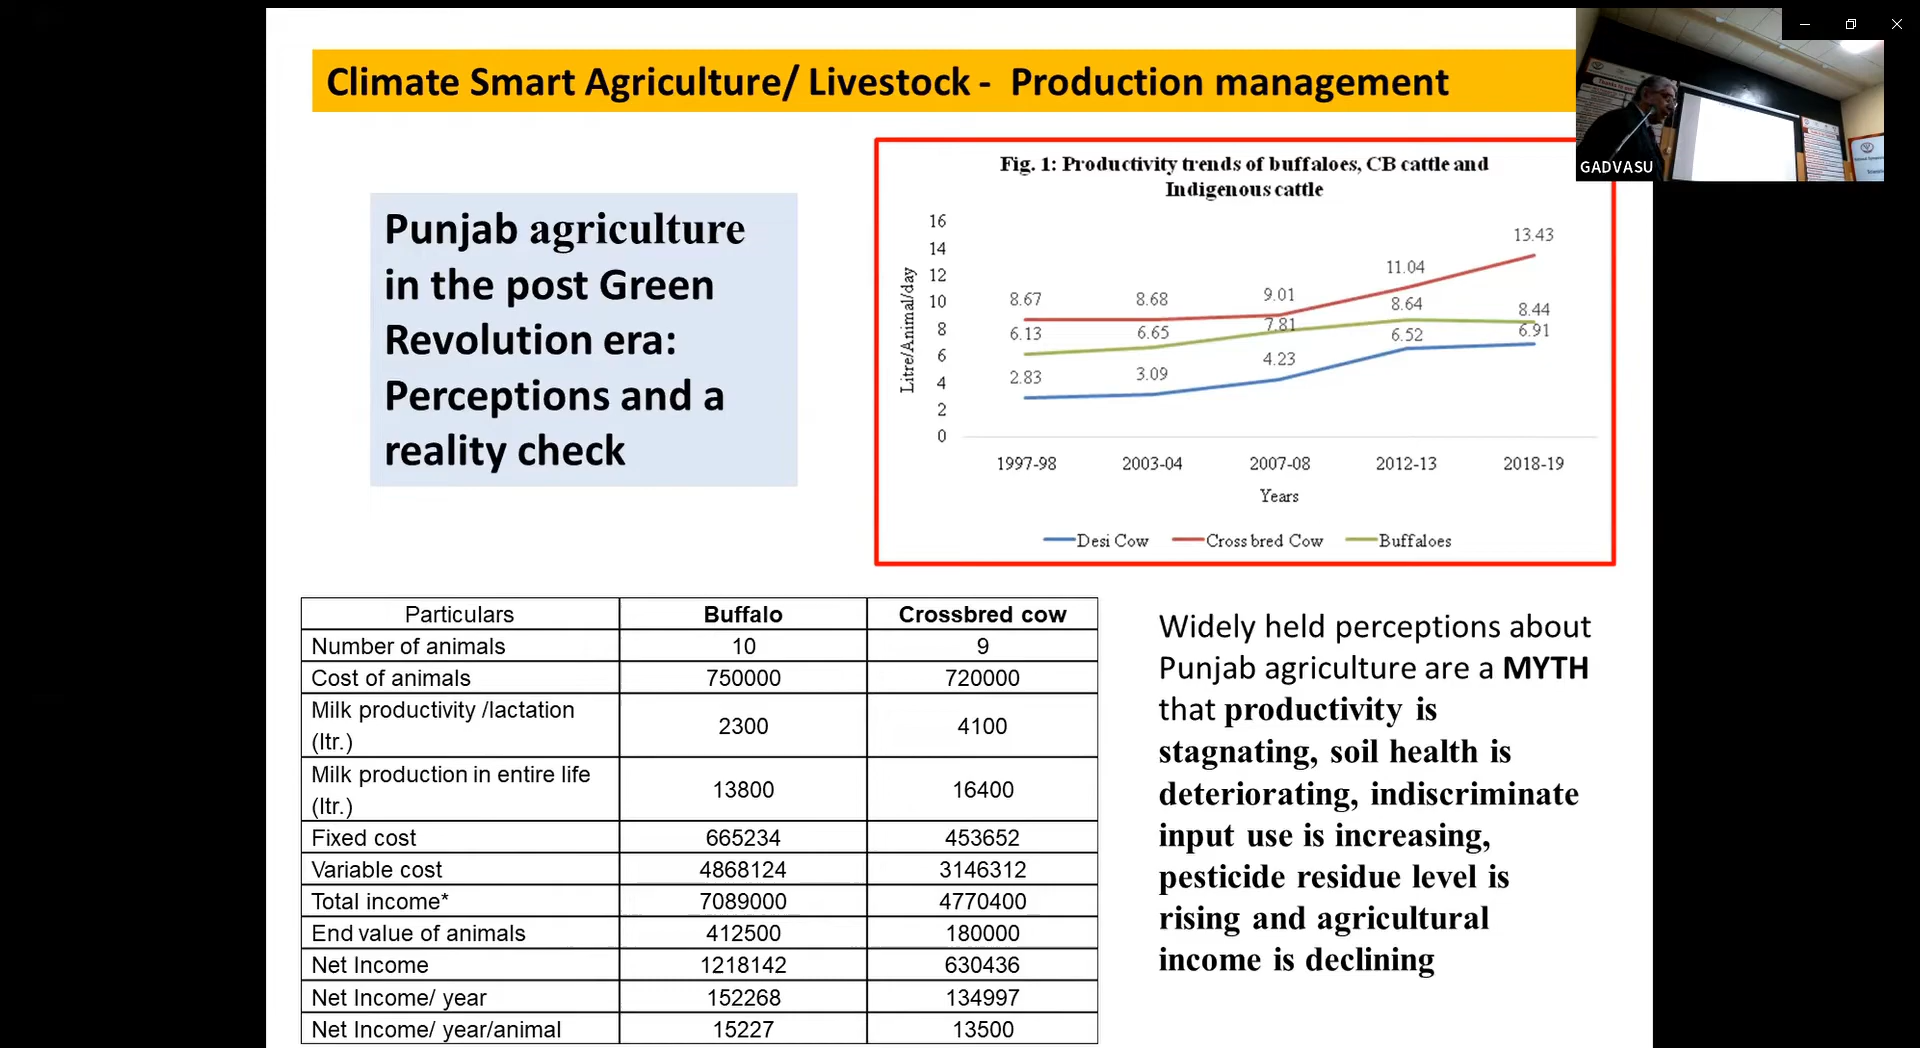 Climate Smart Agriculture/ Livestock - Production management
GADVASU
Punjab agriculture
in the post Green
Revolution era:
Perceptions and a
reality check
Fig. 1: Productivity trends of buffaloes, CB cattle and
Indigenous cattle
Litre/Animal/day
16
14
12
10
8
6
4
2
0
8.67 8.68 9.01 11.04 13.43
6.13 6.65 7.81 8.64 8.44
2.83 3.09 4.23 6.52 6.91
1997-98 2003-04 2007-08 2012-13 2018-19
Years
Desi Cow Cross bred Cow Buffaloes
Particulars Buffalo Crossbred cow
Number of animals 10 9
Cost of animals 750000 720000
Milk productivity /lactation
(ltr.) 2300 4100
Milk production in entire life
(ltr.) 13800 16400
Fixed cost 665234 453652
Variable cost 4868124 3146312
Total income* 7089000 4770400
End value of animals 412500 180000
Net Income 1218142 630436
Net Income/ year 152268 134997
Net Income/ year/animal 15227 13500
Widely held perceptions about
Punjab agriculture are a MYTH
that productivity is
stagnating, soil health is
deteriorating, indiscriminate
input use is increasing,
pesticide residue level is
rising and agricultural
income is declining